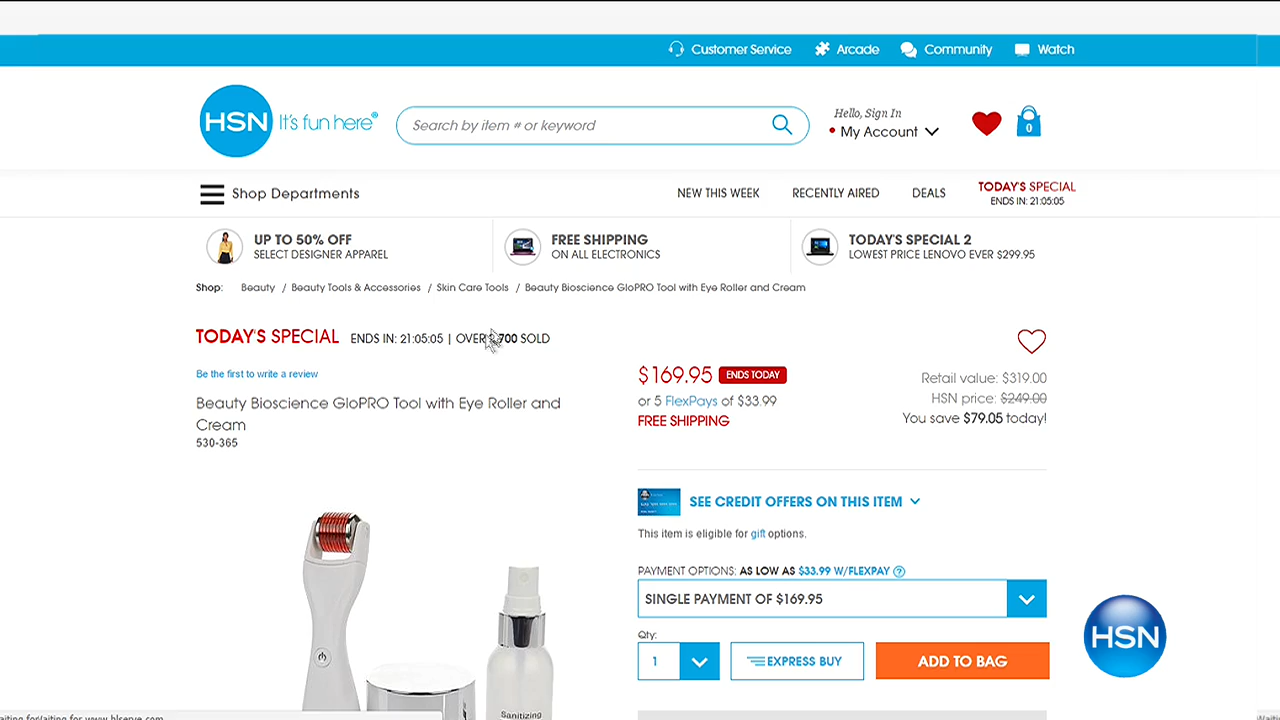 Customer Service Arcade Community Watch
HSN It's fun here®
Search by item # or keyword
Hello, Sign In
My Account
0
Shop Departments
NEW THIS WEEK RECENTLY AIRED DEALS TODAY'S SPECIAL
ENDS IN: 21:05:05
UP TO 50% OFF
SELECT DESIGNER APPAREL
FREE SHIPPING
ON ALL ELECTRONICS
TODAY'S SPECIAL 2
LOWEST PRICE LENOVO EVER $299.95
Shop: Beauty / Beauty Tools & Accessories / Skin Care Tools / Beauty Bioscience GloPRO Tool with Eye Roller and Cream
TODAY'S SPECIAL ENDS IN: 21:05:05 | OVER 700 SOLD
Be the first to write a review
Beauty Bioscience GloPRO Tool with Eye Roller and
Cream
530-365
$169.95 ENDS TODAY
or 5 FlexPays of $33.99
FREE SHIPPING
Retail value: $319.00
HSN price: $249.00
You save $79.05 today!
SEE CREDIT OFFERS ON THIS ITEM
This item is eligible for gift options.
PAYMENT OPTIONS: AS LOW AS $33.99 W/FLEXPAY ?
SINGLE PAYMENT OF $169.95
Qty:
1 EXPRESS BUY ADD TO BAG
HSN
Sanitizing